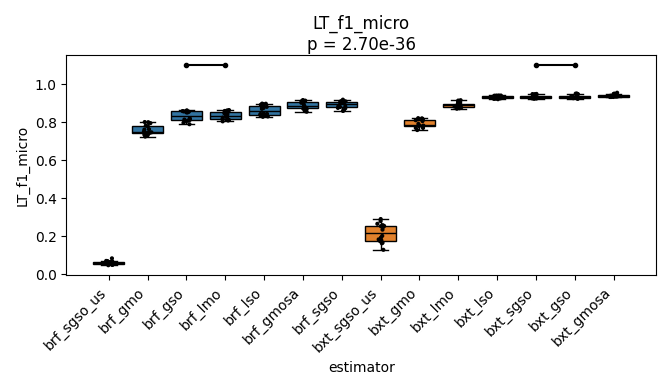 LT_f1_micro
p = 2.70e-36
LT_f1_micro
1.0
0.8
0.6
0.4
0.2
0.0
brf_sgso_us
brf_gmo
brf_gso
brf_lmo
brf_lso
brf_gmosa
brf_sgso
bxt_sgso_us
bxt_gmo
bxt_lmo
bxt_lso
bxt_sgso
bxt_gso
bxt_gmosa
estimator